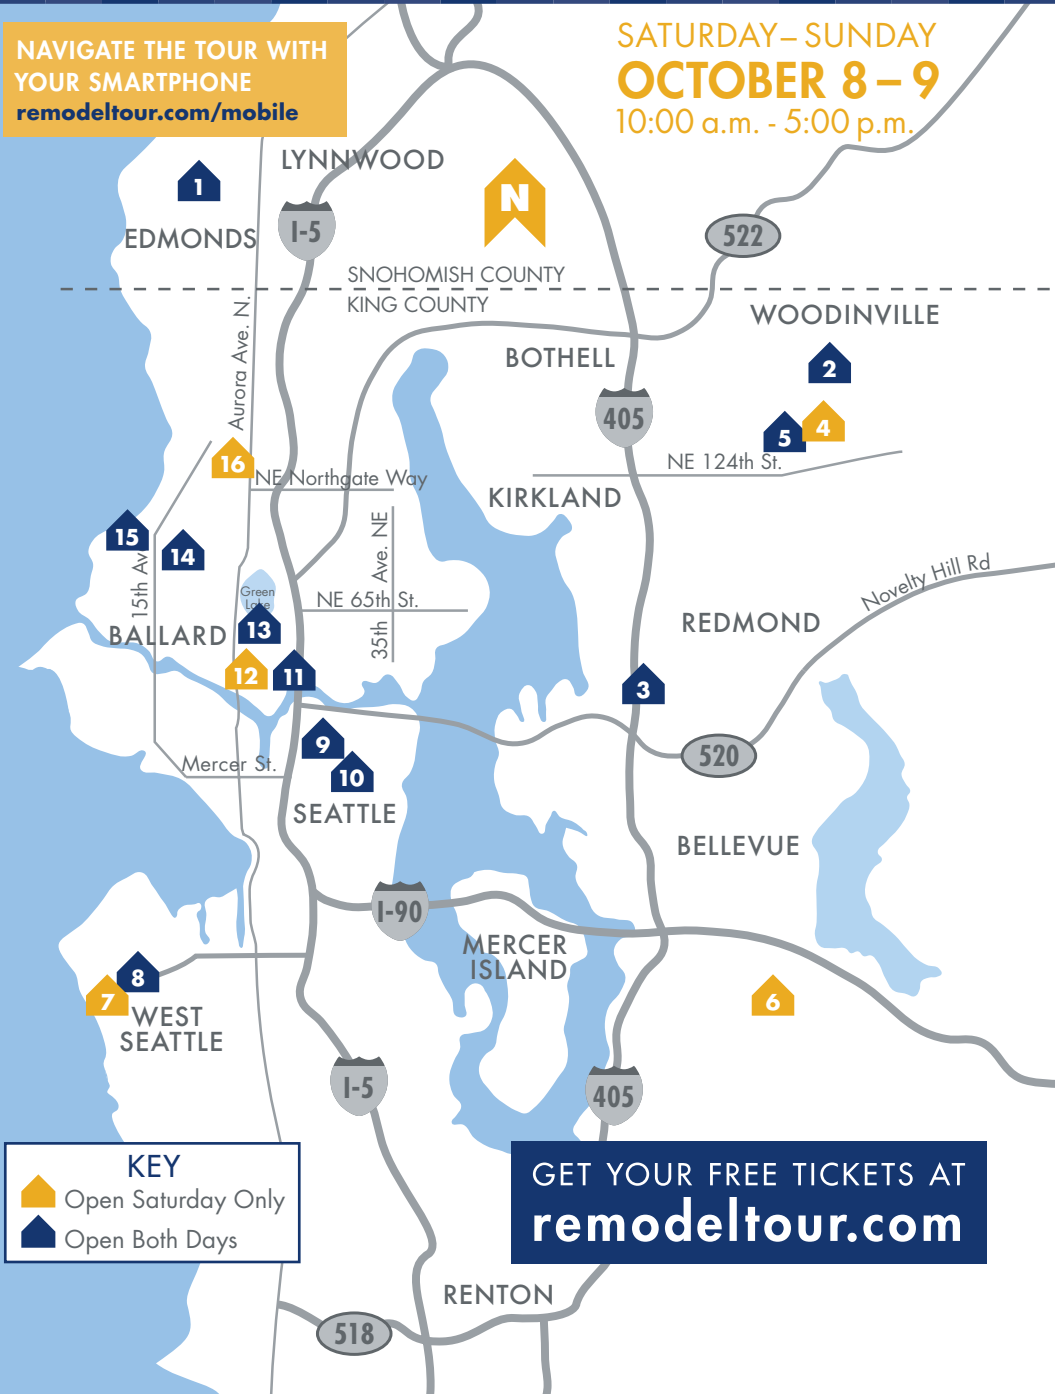 NAVIGATE THE TOUR WITH
YOUR SMARTPHONE
remodeltour.com/mobile
SATURDAY–SUNDAY
OCTOBER 8–9
10:00 a.m. - 5:00 p.m.
LYNNWOOD
1
N
EDMONDS
I-5
522
SNOHOMISH COUNTY
KING COUNTY
Aurora Ave. N.
WOODINVILLE
BOTHELL
2
405
4
5
16
NE 124th St.
NE Northgate Way
KIRKLAND
15
14
15th Av
35th Ave. NE
Green
Lake
NE 65th St.
Novelty Hill Rd
13
BALLARD
REDMOND
12
11
3
9
520
Mercer St.
10
SEATTLE
BELLEVUE
I-90
MERCER
ISLAND
8
7
6
WEST
SEATTLE
I-5
405
KEY
Open Saturday Only
Open Both Days
GET YOUR FREE TICKETS AT
remodeltour.com
RENTON
518